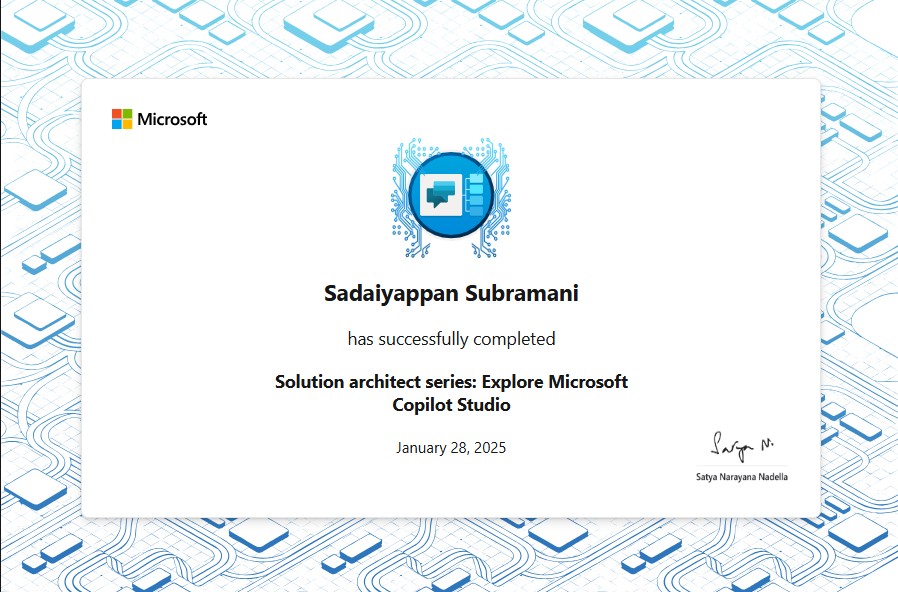 Microsoft
Sadaiyappan Subramani
has successfully completed
Solution architect series: Explore Microsoft
Copilot Studio
January 28, 2025
Satya N.
Satya Narayana Nadella